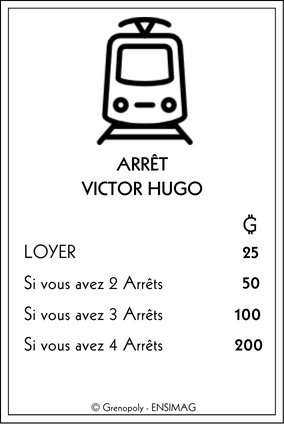 ARRÊT
VICTOR HUGO
LOYER 25
Si vous avez 2 Arrêts 50
Si vous avez 3 Arrêts 100
Si vous avez 4 Arrêts 200
© Grenopoly - ENSIMAG